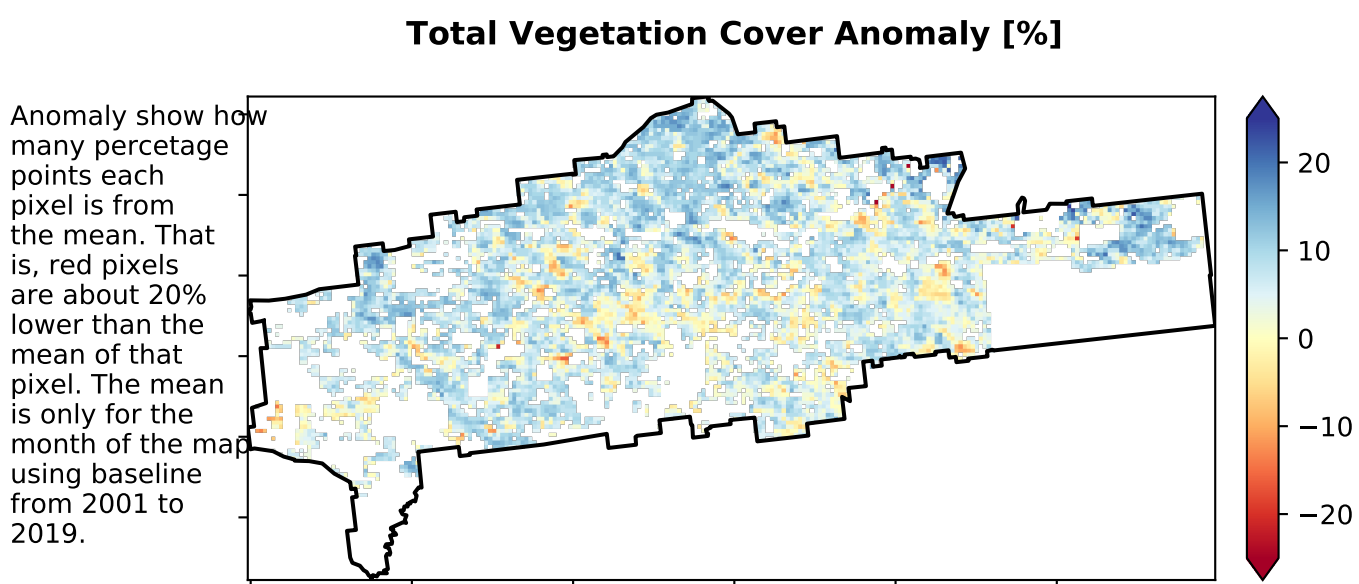 Total Vegetation Cover Anomaly [%]
Anomaly show how
many percetage
points each
pixel is from
the mean. That
is, red pixels
are about 20%
lower than the
mean of that
pixel. The mean
is only for the
month of the map
using baseline
from 2001 to
2019.
20
10
0
−10
−20